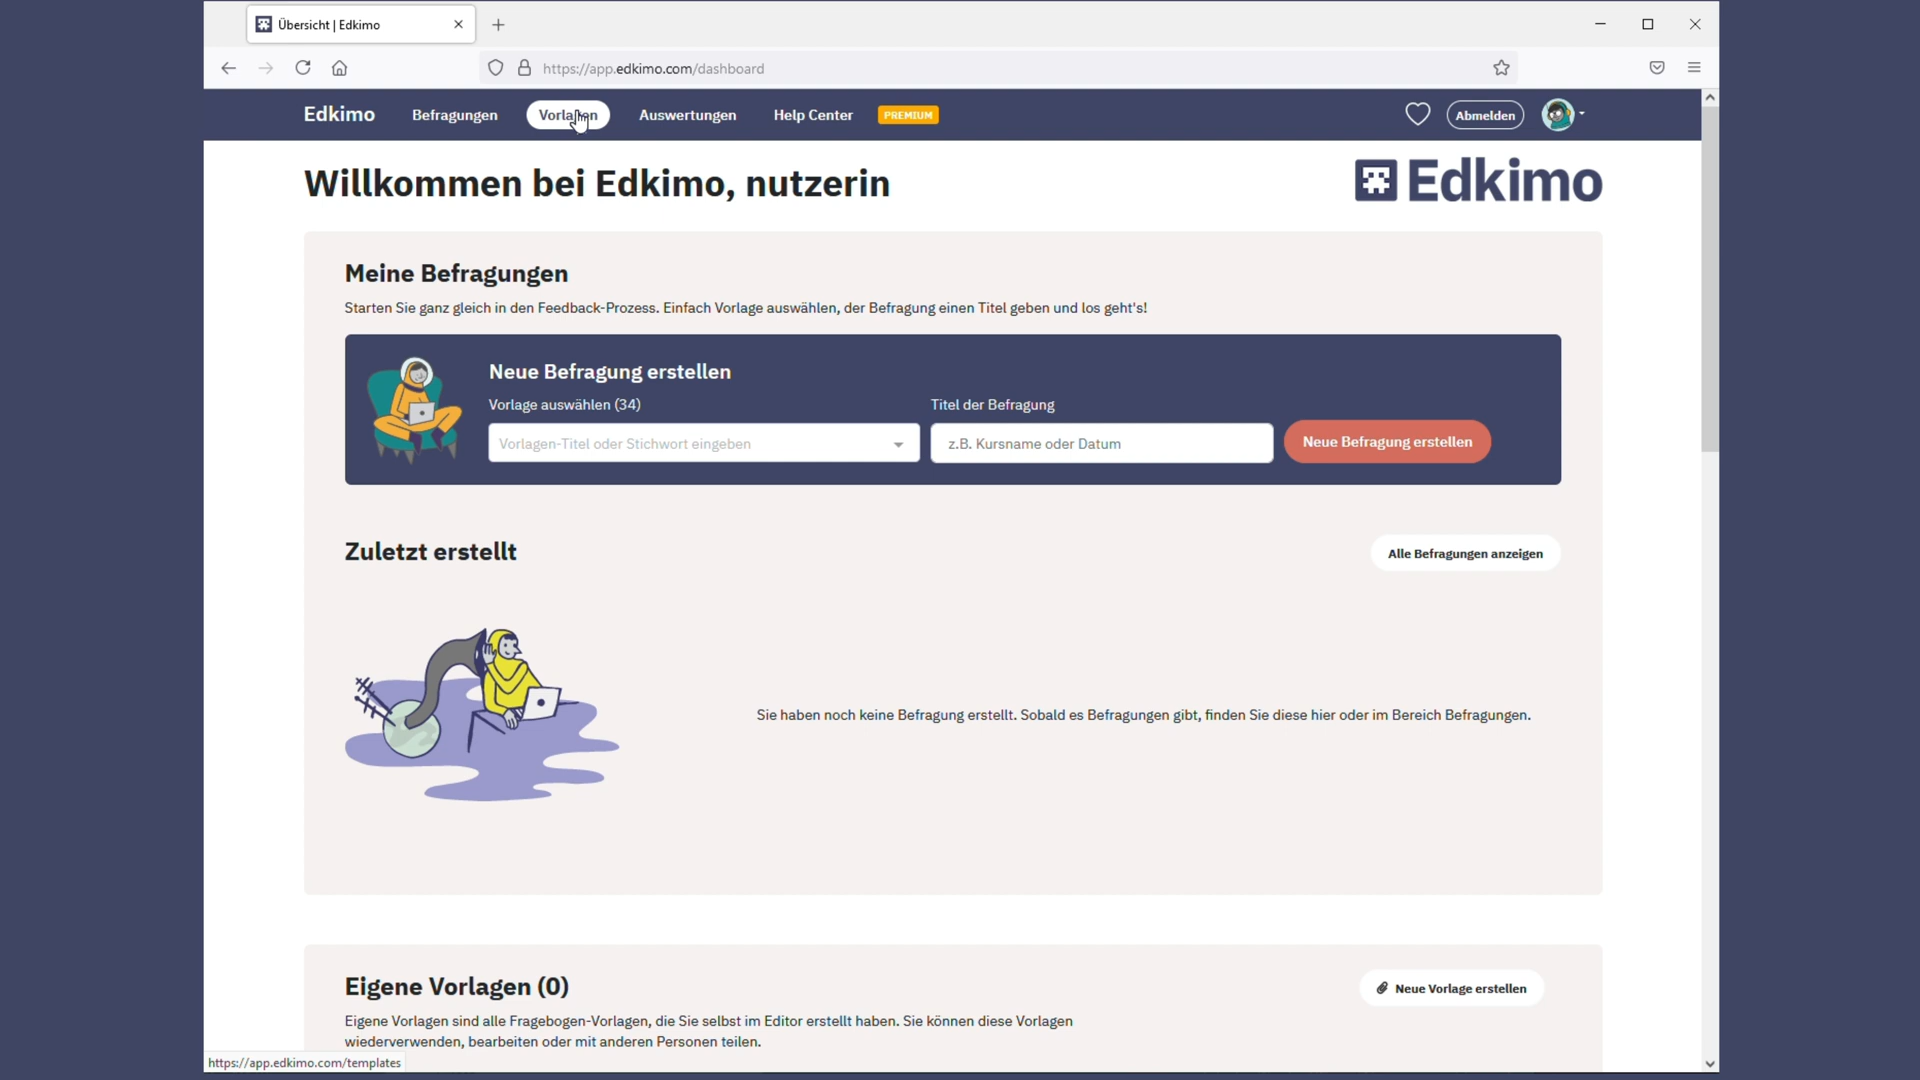 Übersicht | Edkimo
https://app.edkimo.com/dashboard
Edkimo Befragungen Vorlagen Auswertungen Help Center PREMIUM Abmelden
Willkommen bei Edkimo, nutzerin
Edkimo
Meine Befragungen
Starten Sie ganz gleich in den Feedback-Prozess. Einfach Vorlage auswählen, der Befragung einen Titel geben und los geht's!
Neue Befragung erstellen
Vorlage auswählen (34) Titel der Befragung
Vorlagen-Titel oder Stichwort eingeben z.B. Kursname oder Datum Neue Befragung erstellen
Zuletzt erstellt Alle Befragungen anzeigen
Sie haben noch keine Befragung erstellt. Sobald es Befragungen gibt, finden Sie diese hier oder im Bereich Befragungen.
Eigene Vorlagen (0) Neue Vorlage erstellen
Eigene Vorlagen sind alle Fragebogen-Vorlagen, die Sie selbst im Editor erstellt haben. Sie können diese Vorlagen
wiederverwenden, bearbeiten oder mit anderen Personen teilen.
https://app.edkimo.com/templates